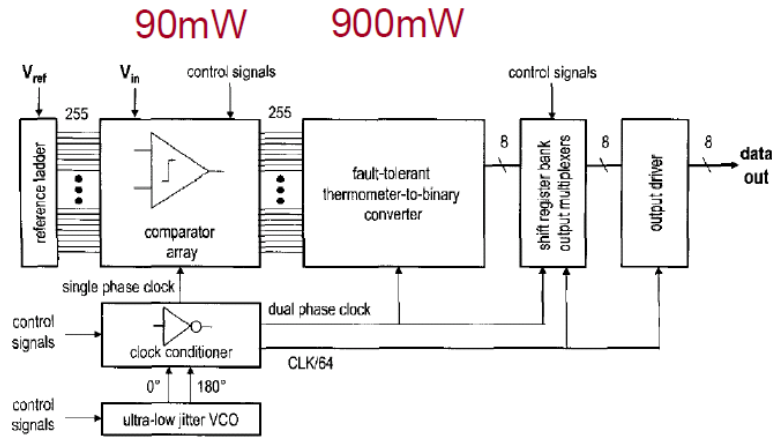 90mW
900mW
Vref
Vin
control signals
control signals
255
255
8
8
8
reference ladder
comparator
array
fault-tolerant
thermometer-to-binary
converter
shift register bank
output multiplexers
output driver
data
out
single phase clock
dual phase clock
control
signals
clock conditioner
CLK/64
0°
180°
control
signals
ultra-low jitter VCO